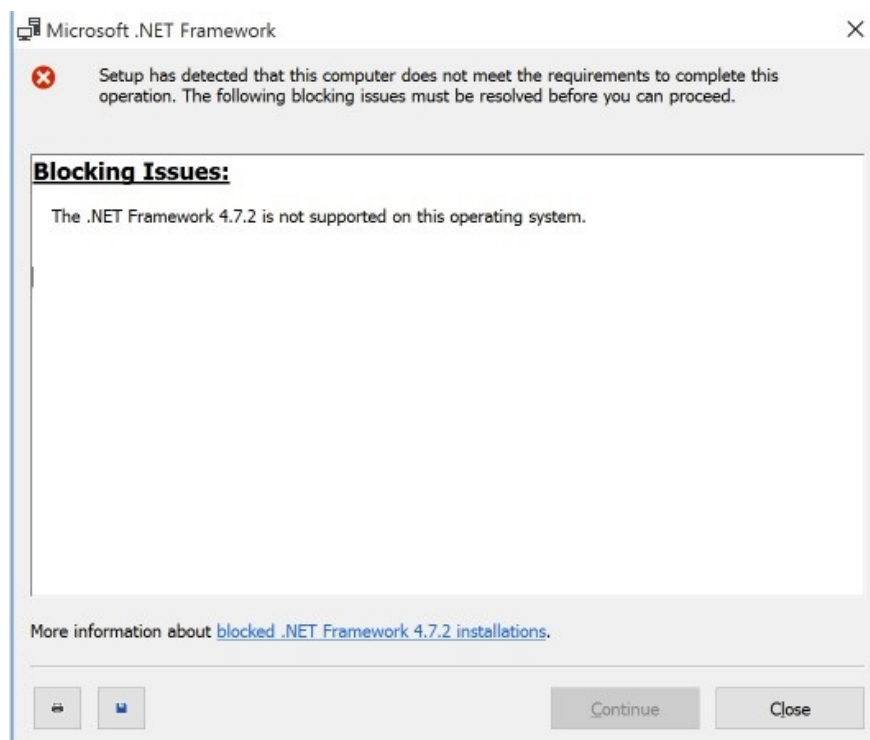 Microsoft .NET Framework
Setup has detected that this computer does not meet the requirements to complete this
operation. The following blocking issues must be resolved before you can proceed.
Blocking Issues:
The .NET Framework 4.7.2 is not supported on this operating system.
More information about blocked .NET Framework 4.7.2 installations.
Continue
Close